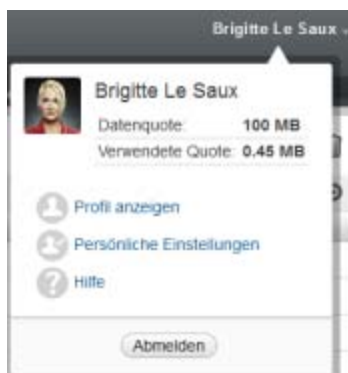 Brigitte Le Saux
Brigitte Le Saux
Datenquote: 100 MB
Verwendete Quote: 0.45 MB
Profil anzeigen
Persönliche Einstellungen
Hilfe
Abmelden